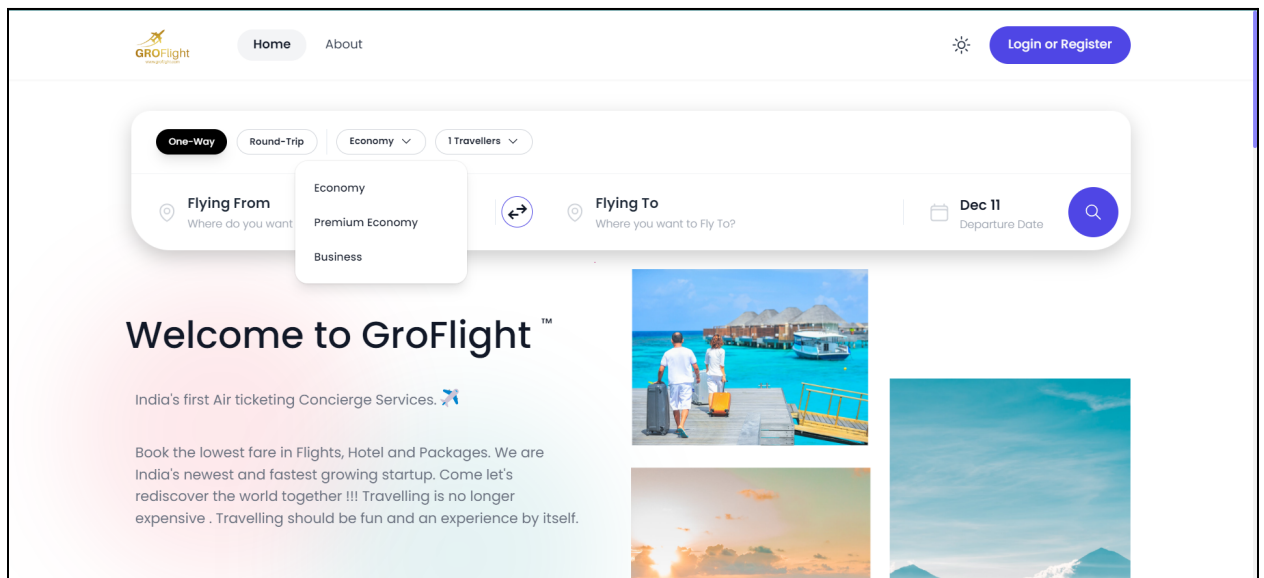 GROFlight
Home
About
Login or Register
One-Way
Round-Trip
Economy
1 Travellers
Economy
Premium Economy
Business
Flying From
Where do you want
Flying To
Where you want to Fly To?
Dec 11
Departure Date
Welcome to GroFlight ™
India's first Air ticketing Concierge Services.
Book the lowest fare in Flights, Hotel and Packages. We are
India's newest and fastest growing startup. Come let's
rediscover the world together !!! Travelling is no longer
expensive . Travelling should be fun and an experience by itself.